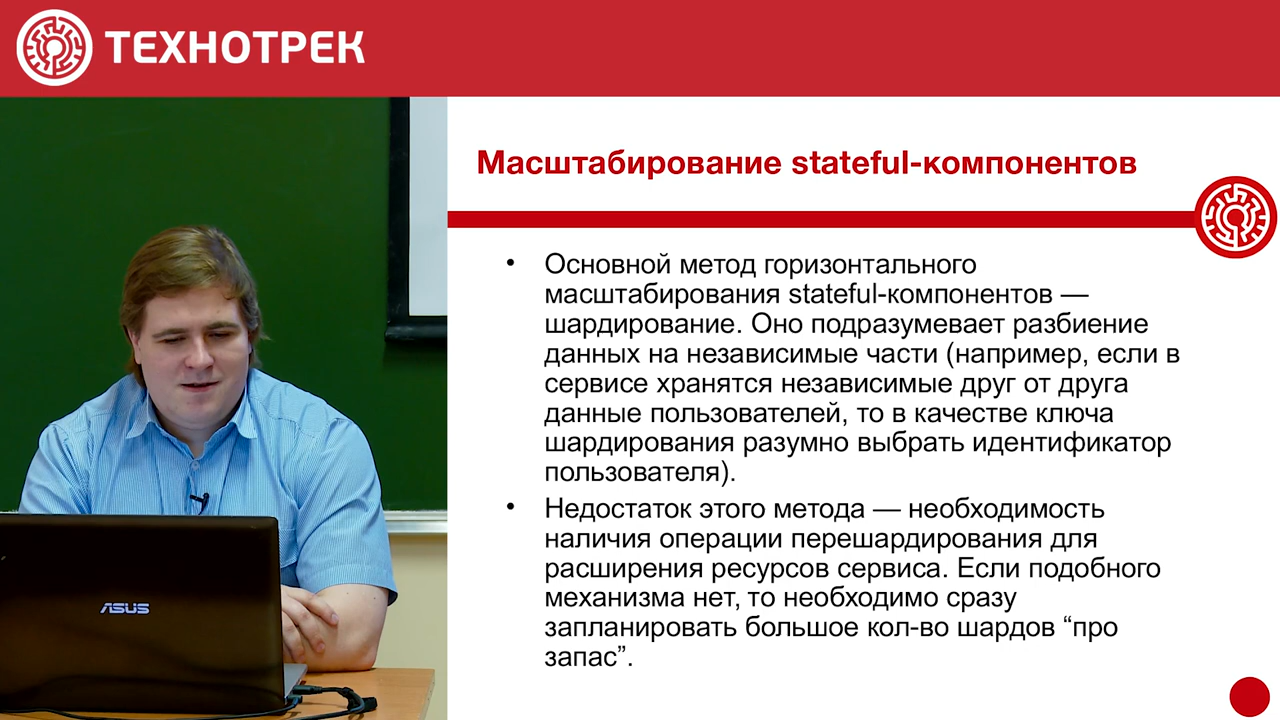 ТЕХНОТРЕК
Масштабирование stateful-компонентов
• Основной метод горизонтального
масштабирования stateful-компонентов —
шардирование. Оно подразумевает разбиение
данных на независимые части (например, если в
сервисе хранятся независимые друг от друга
данные пользователей, то в качестве ключа
шардирования разумно выбрать идентификатор
пользователя).
• Недостаток этого метода — необходимость
наличия операции перешардирования для
расширения ресурсов сервиса. Если подобного
механизма нет, то необходимо сразу
запланировать большое кол-во шардов “про
запас”.
ASUS